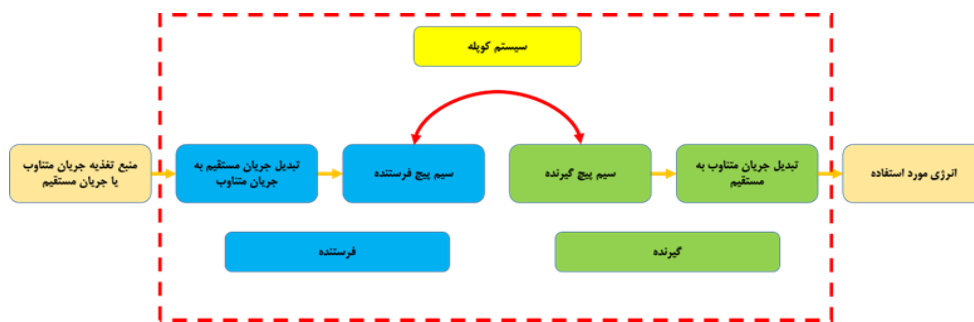 سیستم کوپله
منبع تغذیه جریان متناوب
یا جریان مستقیم
تبدیل جریان مستقیم به
جریان متناوب
سیم پیچ فرستنده
سیم پیچ گیرنده
تبدیل جریان متناوب به
مستقیم
انرژی مورد استفاده
فرستنده
گیرنده